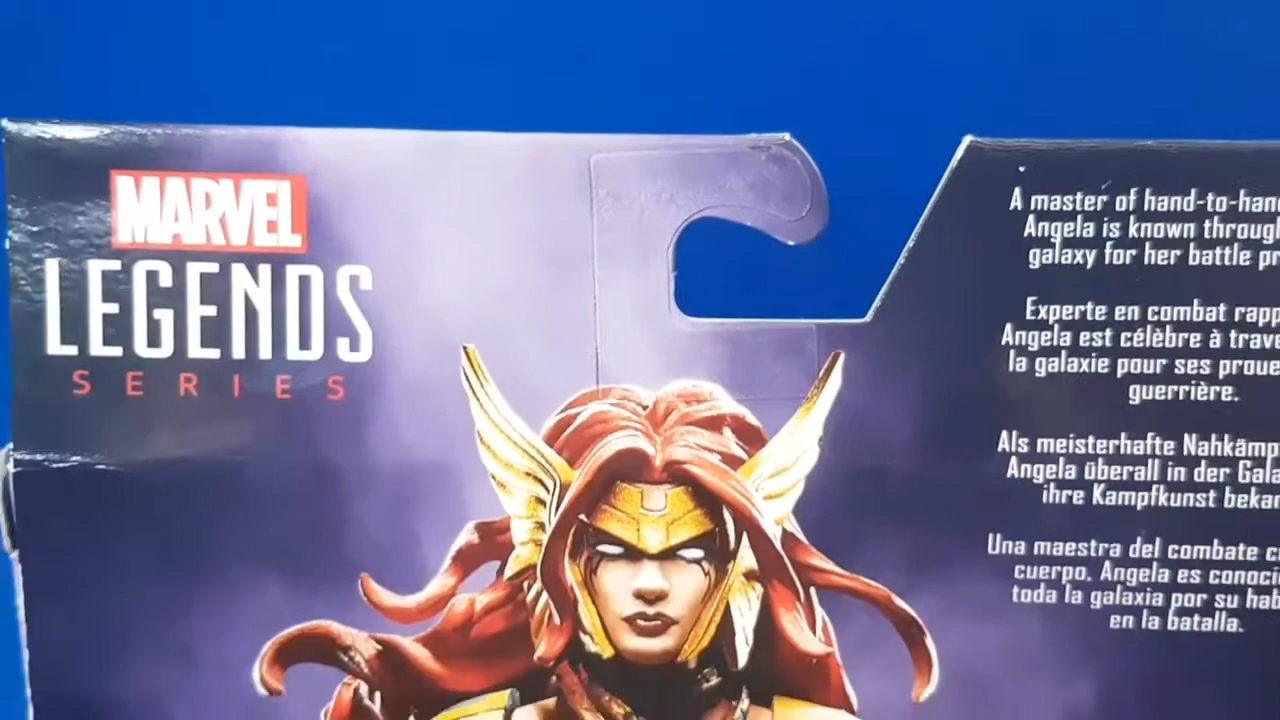 MARVEL
LEGENDS
SERIES
A master of hand-to-
Angela is known
galaxy for her battle
Experte en combat
Angela est célèbre à
la galaxie pour ses
guerrière.
Als meisterhafte
Angela überall in der
ihre Kampfkunst
Una maestra del combate
cuerpo. Angela es
toda la galaxia por su
en la batalla.